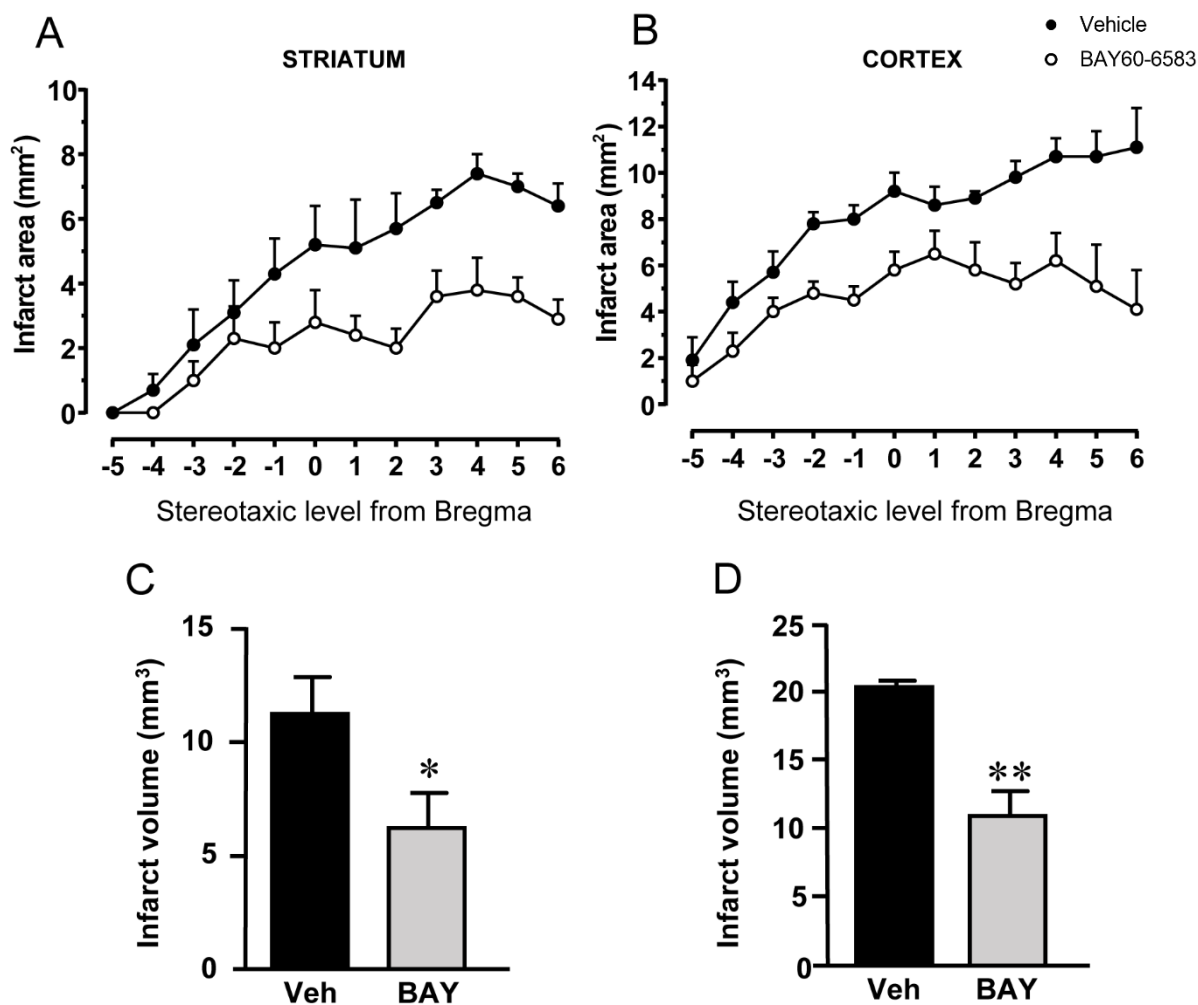 A
STRIATUM
Infarct area (mm²)
10
8
6
4
2
0
-5 -4 -3 -2 -1 0 1 2 3 4 5 6
Stereotaxic level from Bregma
B
CORTEX
Vehicle
BAY60-6583
Infarct area (mm²)
14
12
10
8
6
4
2
0
-5 -4 -3 -2 -1 0 1 2 3 4 5 6
Stereotaxic level from Bregma
C
Infarct volume (mm³)
15
10
5
0
*
Veh BAY
D
Infarct volume (mm³)
25
20
15
10
5
0
**
Veh BAY